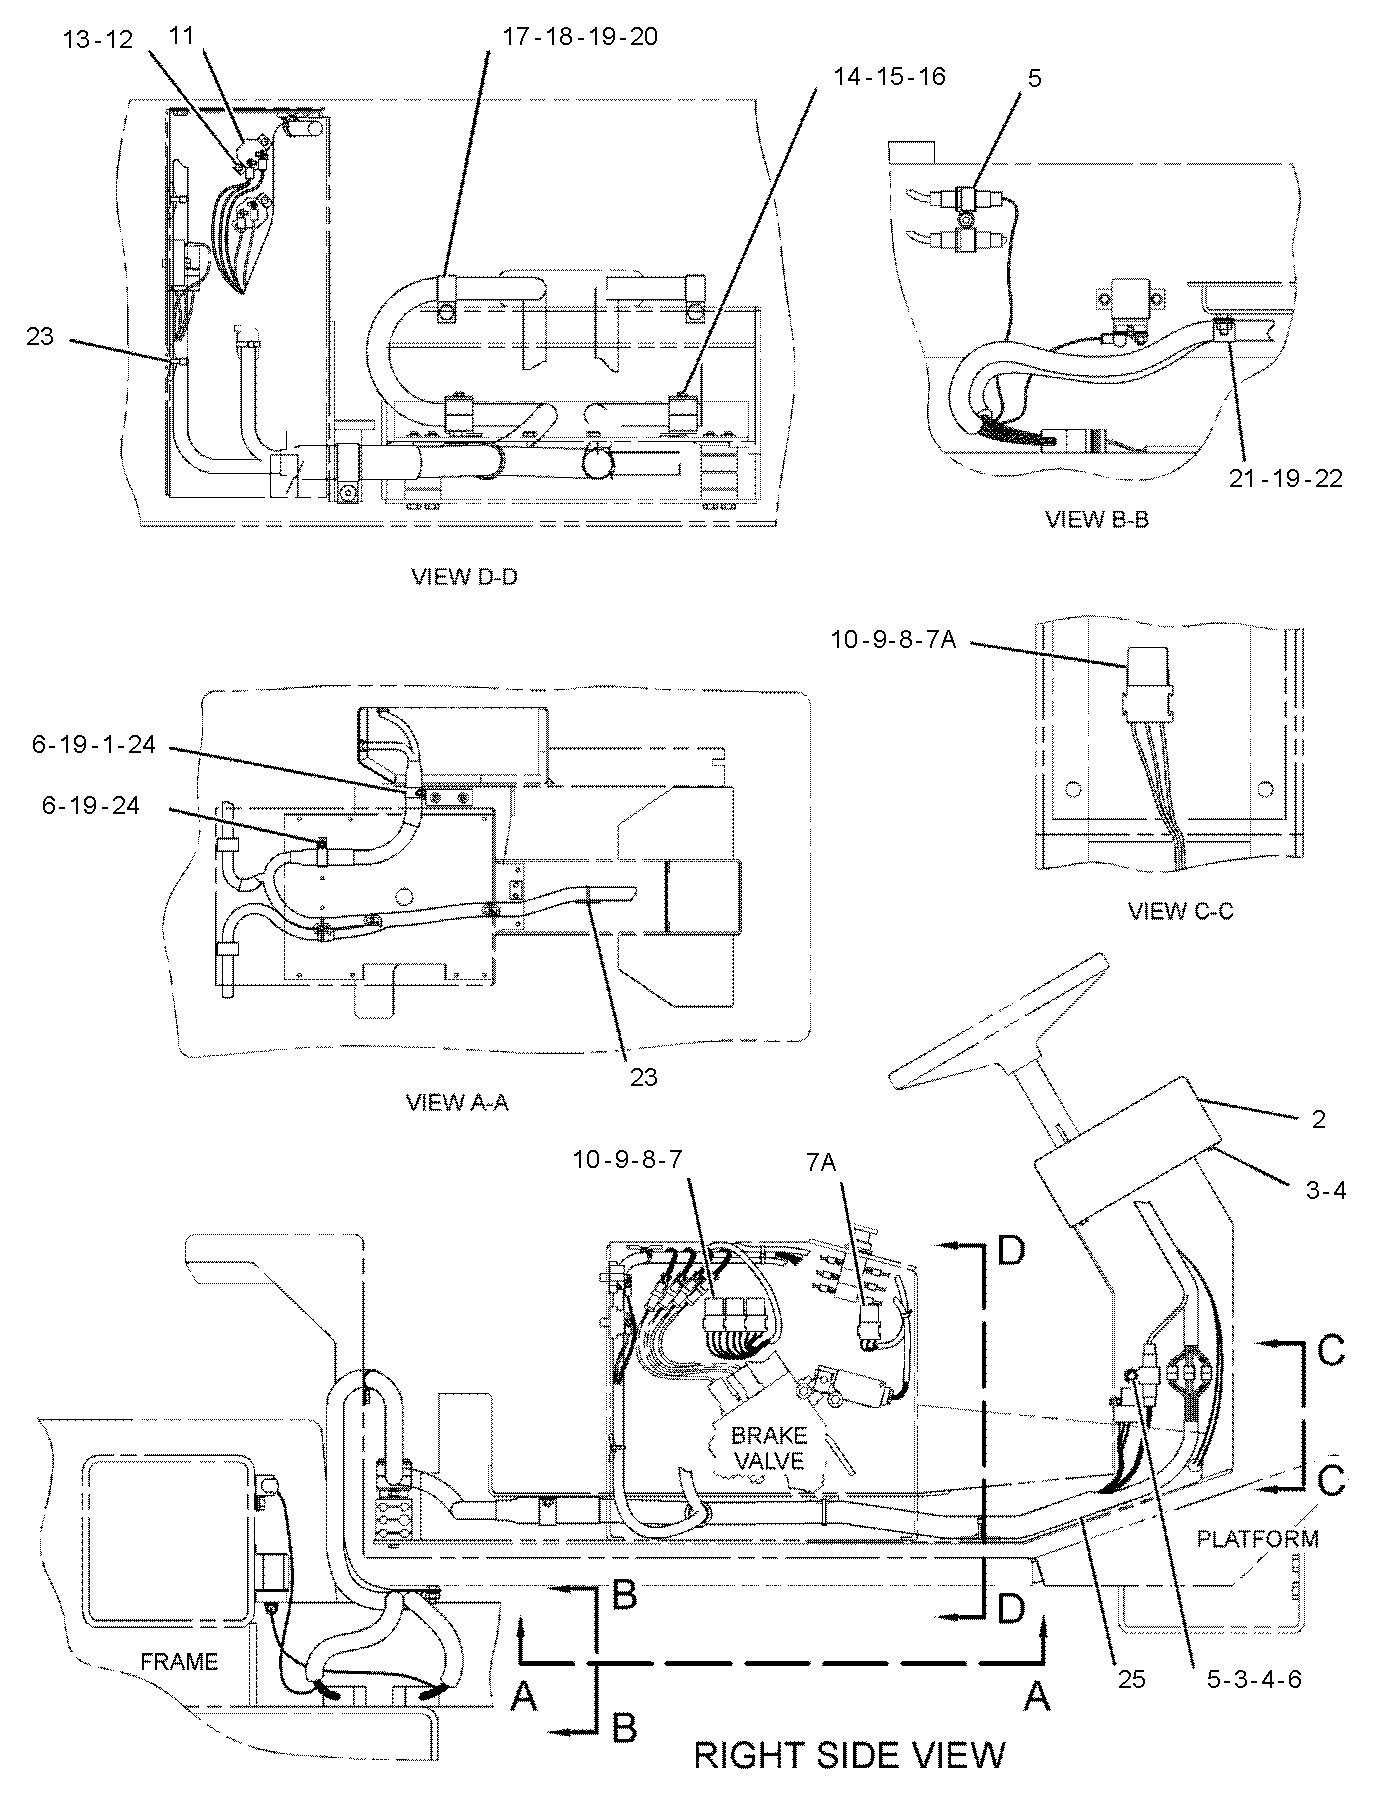 13-12
11
17-18-19-20
14-15-16
5
23
21-19-22
VIEW B-B
VIEW D-D
10-9-8-7A
6-19-1-24
6-19-24
VIEW C-C
23
VIEW A-A
2
10-9-8-7
7A
3-4
D
C
BRAKE
VALVE
C
PLATFORM
B
D
FRAME
25
5-3-4-6
A
A
B
RIGHT SIDE VIEW